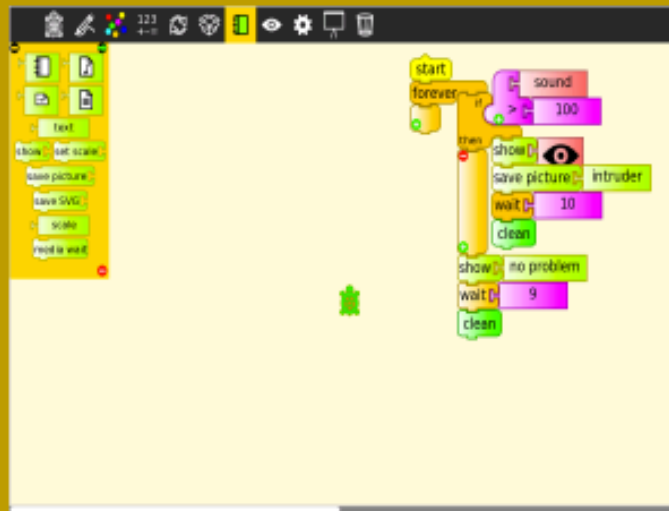 123
+-=
text
show
set scale
save picture
save SVG
scale
media wait
start
forever
if
sound
> 100
then
show
save picture intruder
wait 10
clean
show no problem
wait 9
clean